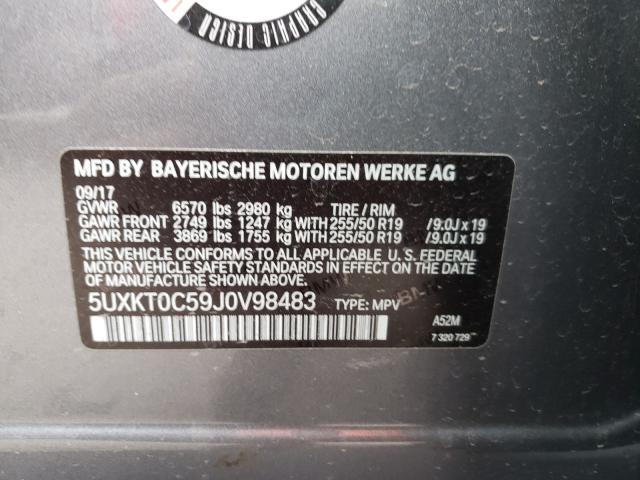 GRAPHIC DESIGN
MFD BY BAYERISCHE MOTOREN WERKE AG
09/17
GVWR 6570 lbs 2980 kg TIRE / RIM
GAWR FRONT 2749 lbs 1247 kg WITH 255/50 R19 /9.0J x 19
GAWR REAR 3869 lbs 1755 kg WITH 255/50 R19 /9.0J x 19
THIS VEHICLE CONFORMS TO ALL APPLICABLE U. S. FEDERAL
MOTOR VEHICLE SAFETY STANDARDS IN EFFECT ON THE DATE
OF MANUFACTURE SHOWN ABOVE.
5UXKT0C59J0V98483 TYPE: MPV
A52M
7 320 729